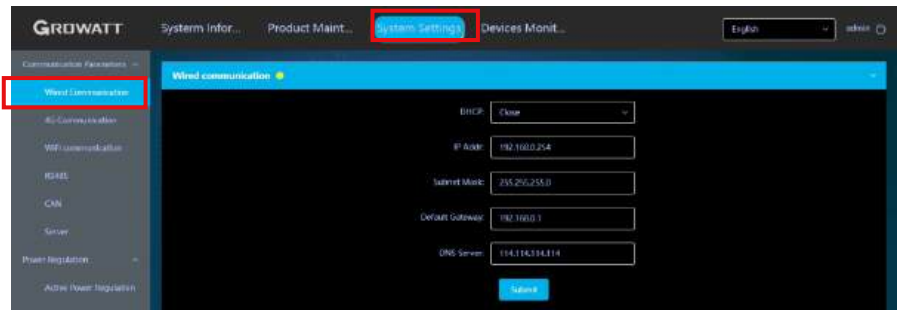 GROWATT
Systerm Infor...
Product Maint...
System Settings
Devices Monit...
English
admin
Communication Parameters
Wired Communication
4G Communication
WiFi communication
RS485
CAN
Server
Power Regulation
Active Power Regulation
Wired communication
DHCP: Close
IP Addr: 192.168.0.254
Subnet Mask: 255.255.255.0
Default Gateway: 192.168.0.1
DNS Server: 114.114.114.114
Submit